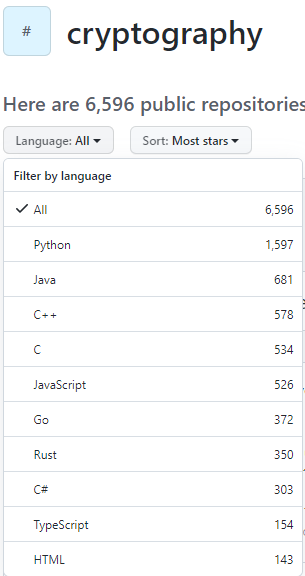 #
cryptography
Here are 6,596 public repositories
Language: All
Sort: Most stars
Filter by language
All 6,596
Python 1,597
Java 681
C++ 578
C 534
JavaScript 526
Go 372
Rust 350
C# 303
TypeScript 154
HTML 143